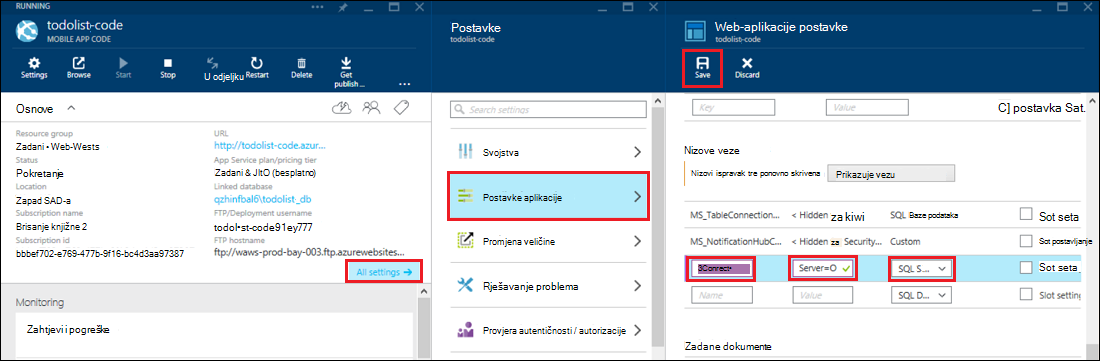 RUNNING
todolist-code
MOBILE APP CODE
Settings
Browse
Start
Stop
U odjeljku
Restart
Delete
Get publish ...
Osnove
Resource group
Zadani • Web-Wests
Status
Pokretanje
Location
Zapad SAD-a
Subscription name
Brisanje knjižne 2
Subscription id
bbbef702-e769-477b-9f16-bc4d3aa97387
URL
http://todolist-code.azur...
App Service plan/pricing tier
Zadani & JltO (besplatno)
Linked database
qzhinfbal6\todolist_db
FTP/Deployment username
todol•st-code91ey777
FTP hostname
ftp://waws-prod-bay-003.ftp.azurewebsites...
All settings →
Monitoring
Zahtjevi i pogreške
Postavke
todolist-code
Search settings
Svojstva
Postavke aplikacije
Promjena veličine
Rješavanje problema
Provjera autentičnosti / autorizacije
Web-aplikacije postavke
todolist-code
Save
Discard
Key Value C] postavka Sat.
Nizove veze
Nizovi ispravak tre ponovno skrivena Prikazuje vezu
MS_TableConnection... < Hidden za kiwi SQL Baze podataka Sot seta
MS_NotificationHubC... < Hidden za Security... Custom Sot postavljanje
3Conrect• Server=O SQL S... Sot seta
Name Value SQL D... Slot setting
Zadane dokumente